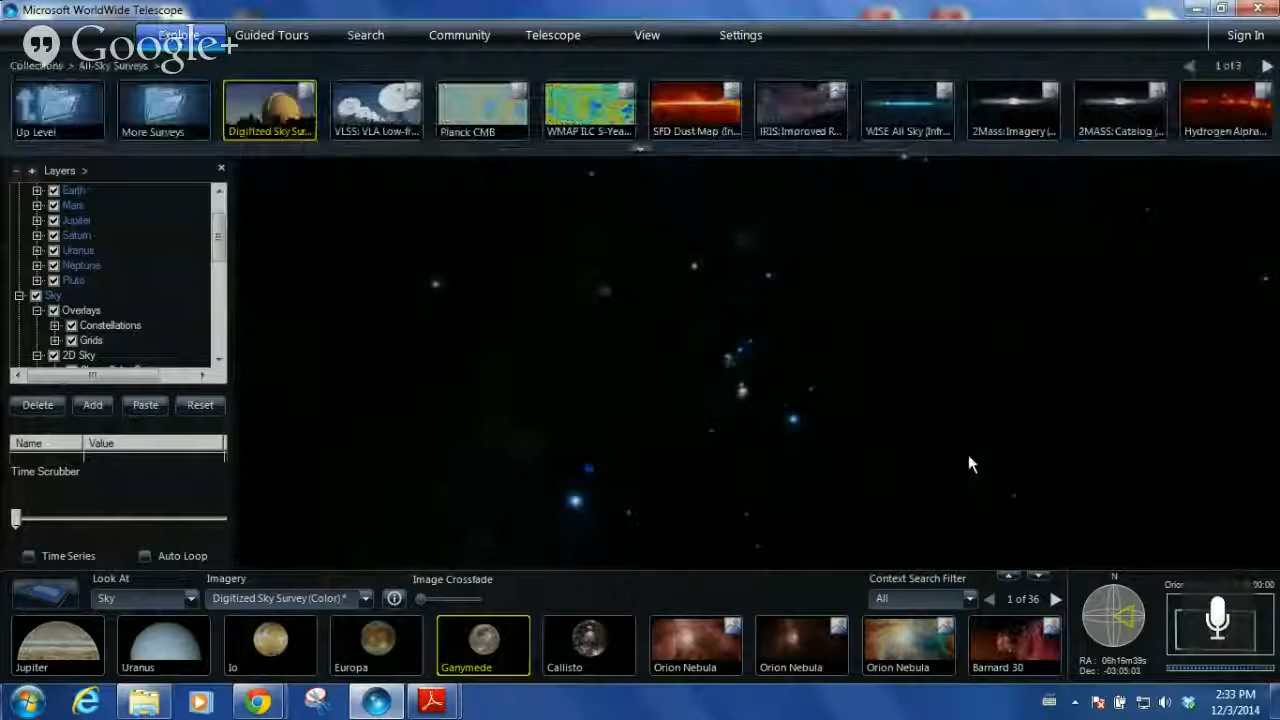 Microsoft WorldWide Telescope
Google+
Explore Guided Tours Search Community Telescope View Settings Sign In
Collections > All-Sky Surveys >
1 of 3
Up Level
More Surveys
Digitized Sky Sur...
VLSS: VLA Low-fr...
Planck CMB
WMAP ILC 5-Yea...
SFD Dust Map (In...
IRIS: Improved R...
WISE All Sky (Infr...
2Mass: Imagery (...
2MASS: Catalog (...
Hydrogen Alpha...
Layers >
Earth
Mars
Jupiter
Saturn
Uranus
Neptune
Pluto
Sky
Overlays
Constellations
Grids
2D Sky
Delete Add Paste Reset
Name Value
Time Scrubber
Time Series Auto Loop
Look At
Sky
Imagery
Digitized Sky Survey (Color) *
Image Crossfade
Context Search Filter
All
1 of 36
N
Orior 00:00
Jupiter
Uranus
Io
Europa
Ganymede
Callisto
Orion Nebula
Orion Nebula
Orion Nebula
Barnard 30
Dec : -03:05:03
2:33 PM
12/3/2014